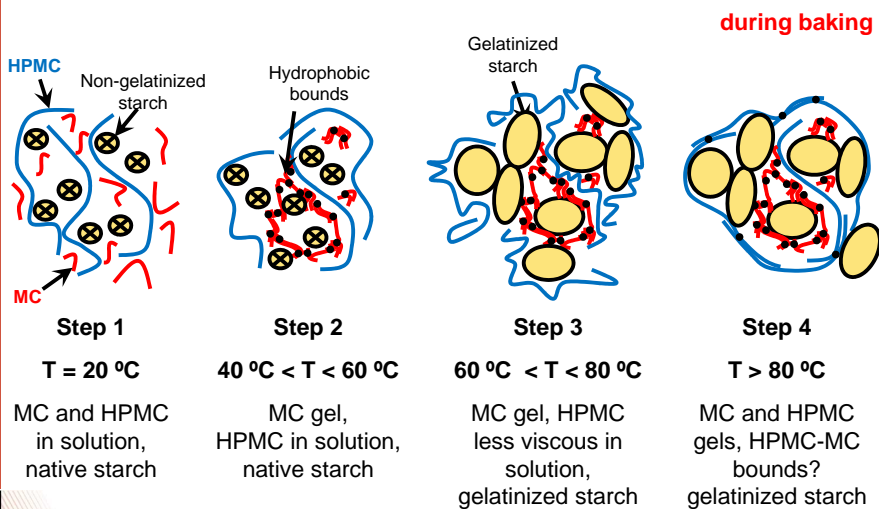 during baking
HPMC
Non-gelatinized
starch
Hydrophobic
bounds
Gelatinized
starch
MC
Step 1
T = 20 ºC
MC and HPMC
in solution,
native starch
Step 2
40 ºC < T < 60 ºC
MC gel,
HPMC in solution,
native starch
Step 3
60 ºC < T < 80 ºC
MC gel, HPMC
less viscous in
solution,
gelatinized starch
Step 4
T > 80 ºC
MC and HPMC
gels, HPMC-MC
bounds?
gelatinized starch